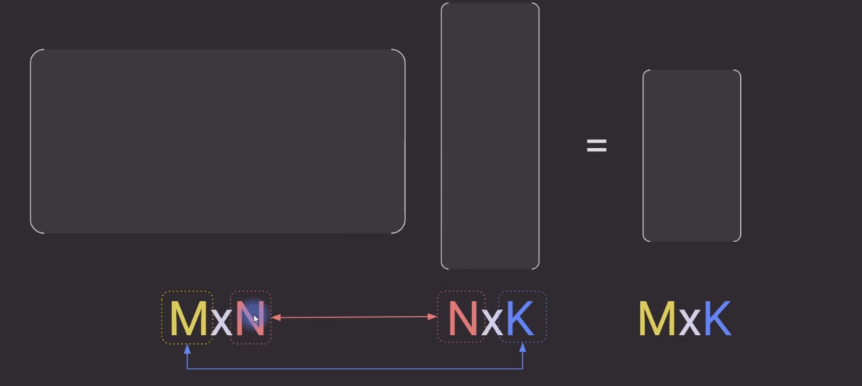 =
MxN NxK MxK